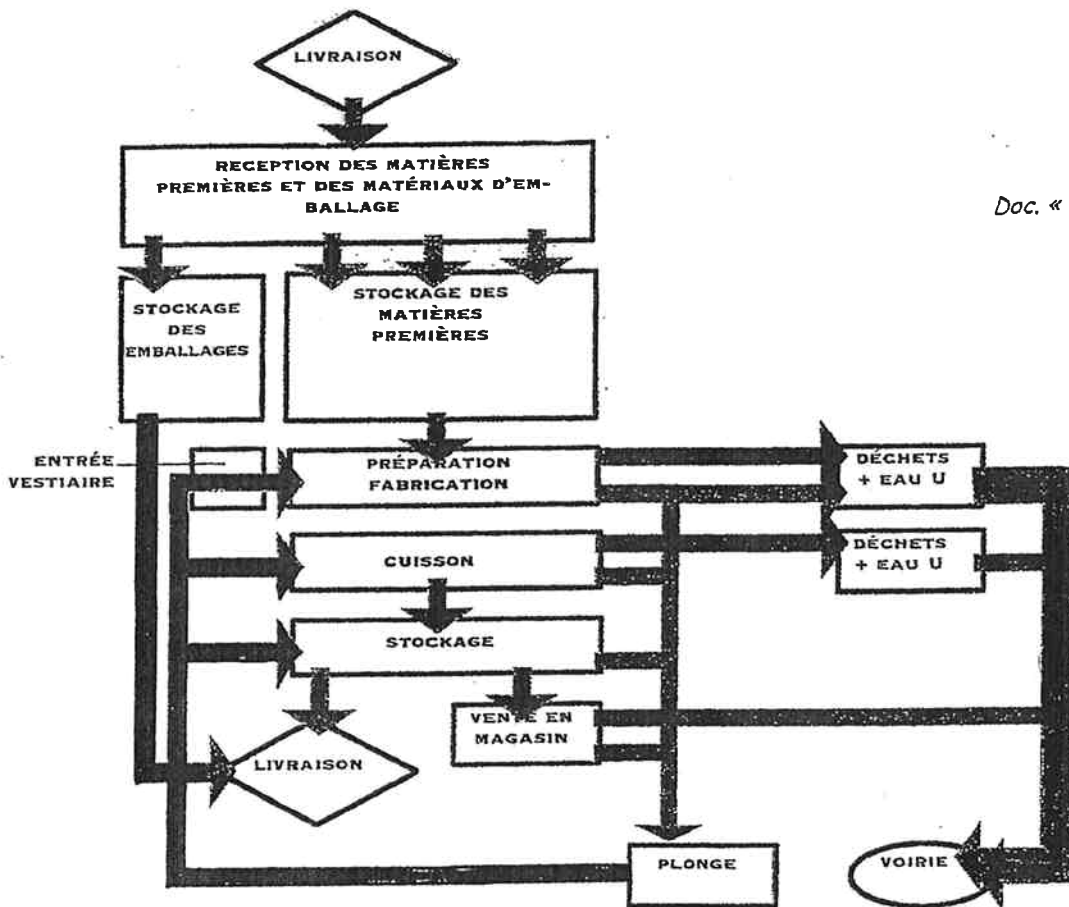 LIVRAISON
RECEPTION DES MATIÈRES
PREMIÈRES ET DES MATÉRIAUX D'EM-
BALLAGE
Doc. «
STOCKAGE
DES
EMBALLAGES
STOCKAGE DES
MATIÈRES
PREMIÈRES
ENTRÉE
VESTIAIRE
PRÉPARATION
FABRICATION
DÉCHETS
+ EAU U
CUISSON
DÉCHETS
+ EAU U
STOCKAGE
VENTE EN
MAGASIN
LIVRAISON
PLONGE
VOIRIE